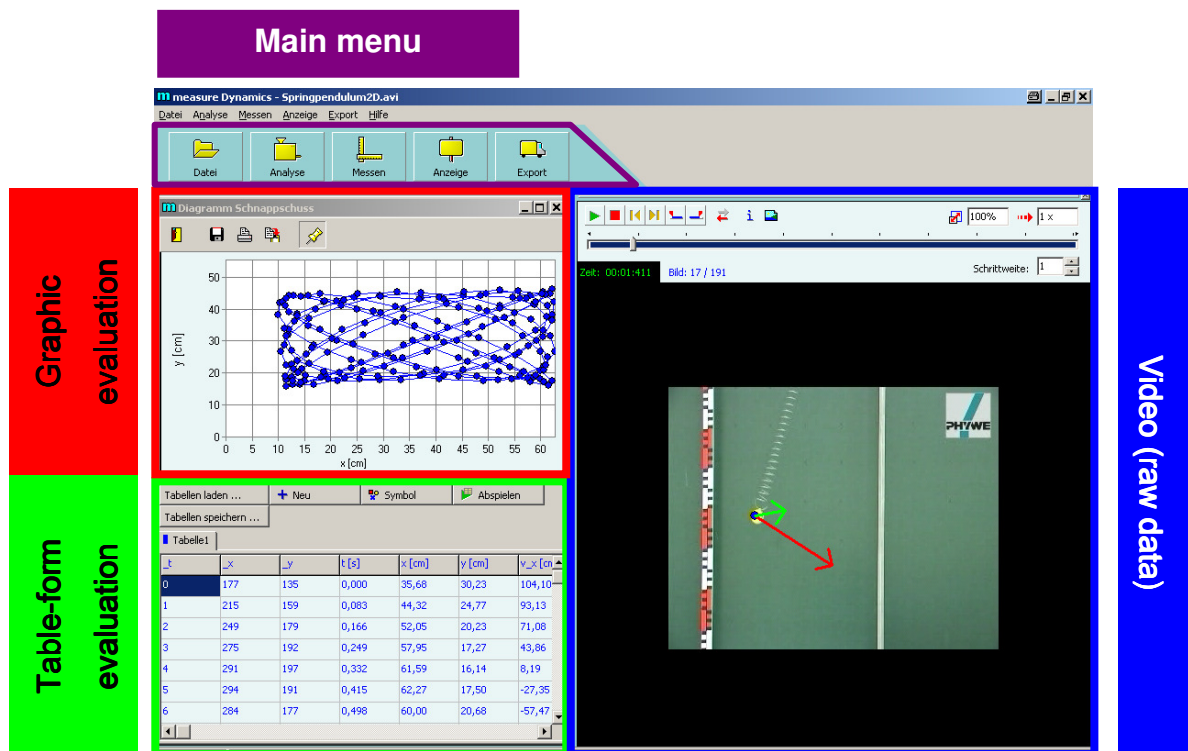 Main menu
measure Dynamics - Springpendulum2D.avi
Datei Analyse Messen Anzeige Export Hilfe
Datei Analyse Messen Anzeige Export
Graphic
evaluation
Diagramm Schnappschuss
50
40
30
20
10
0
y [cm]
0 5 10 15 20 25 30 35 40 45 50 55 60
x [cm]
100% 1 x
Zeit: 00:01:411 Bild: 17 / 191 Schrittweite: 1
PHYWE
Video (raw data)
Table-form
evaluation
Tabellen laden ... Neu Symbol Abspielen
Tabellen speichern ...
Tabelle1
_t _x _y t [s] x [cm] y [cm] v_x [cm
0 177 135 0,000 35,68 30,23 104,10
1 215 159 0,083 44,32 24,77 93,13
2 249 179 0,166 52,05 20,23 71,08
3 275 192 0,249 57,95 17,27 43,86
4 291 197 0,332 61,59 16,14 8,19
5 294 191 0,415 62,27 17,50 -27,35
6 284 177 0,498 60,00 20,68 -57,47